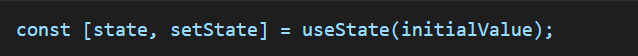 const [state, setState] = useState(initialValue);